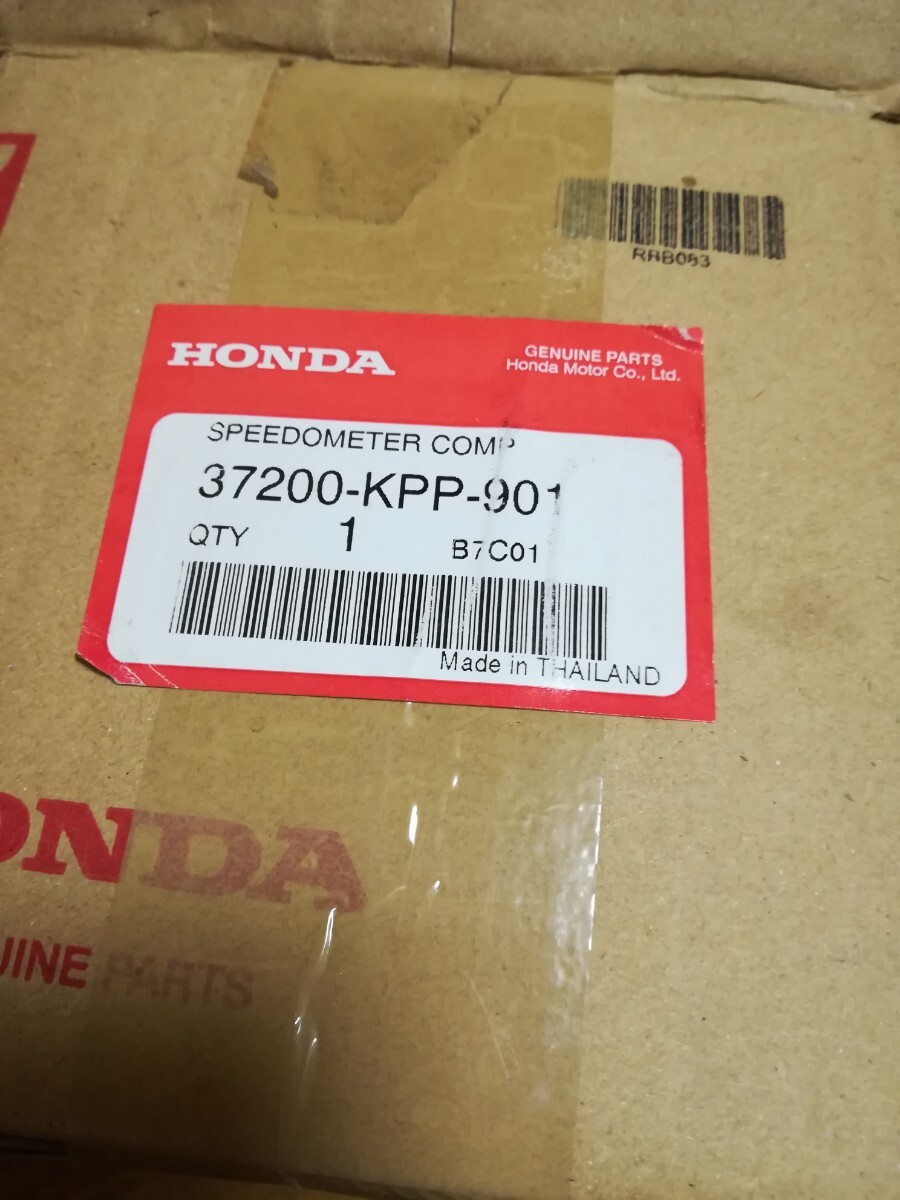 RRB083
HONDA
GENUINE PARTS
Honda Motor Co., Ltd.
SPEEDOMETER COMP
37200-KPP-901
QTY 1 B7C01
Made in THAILAND
ONDA
UINE PARTS